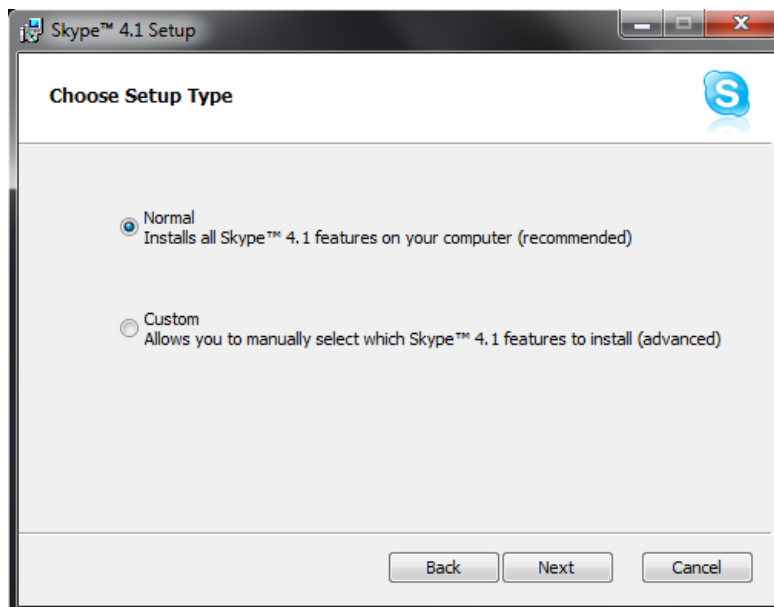 Skype™ 4.1 Setup
Choose Setup Type
S
Normal
Installs all Skype™ 4.1 features on your computer (recommended)
Custom
Allows you to manually select which Skype™ 4.1 features to install (advanced)
Back Next Cancel